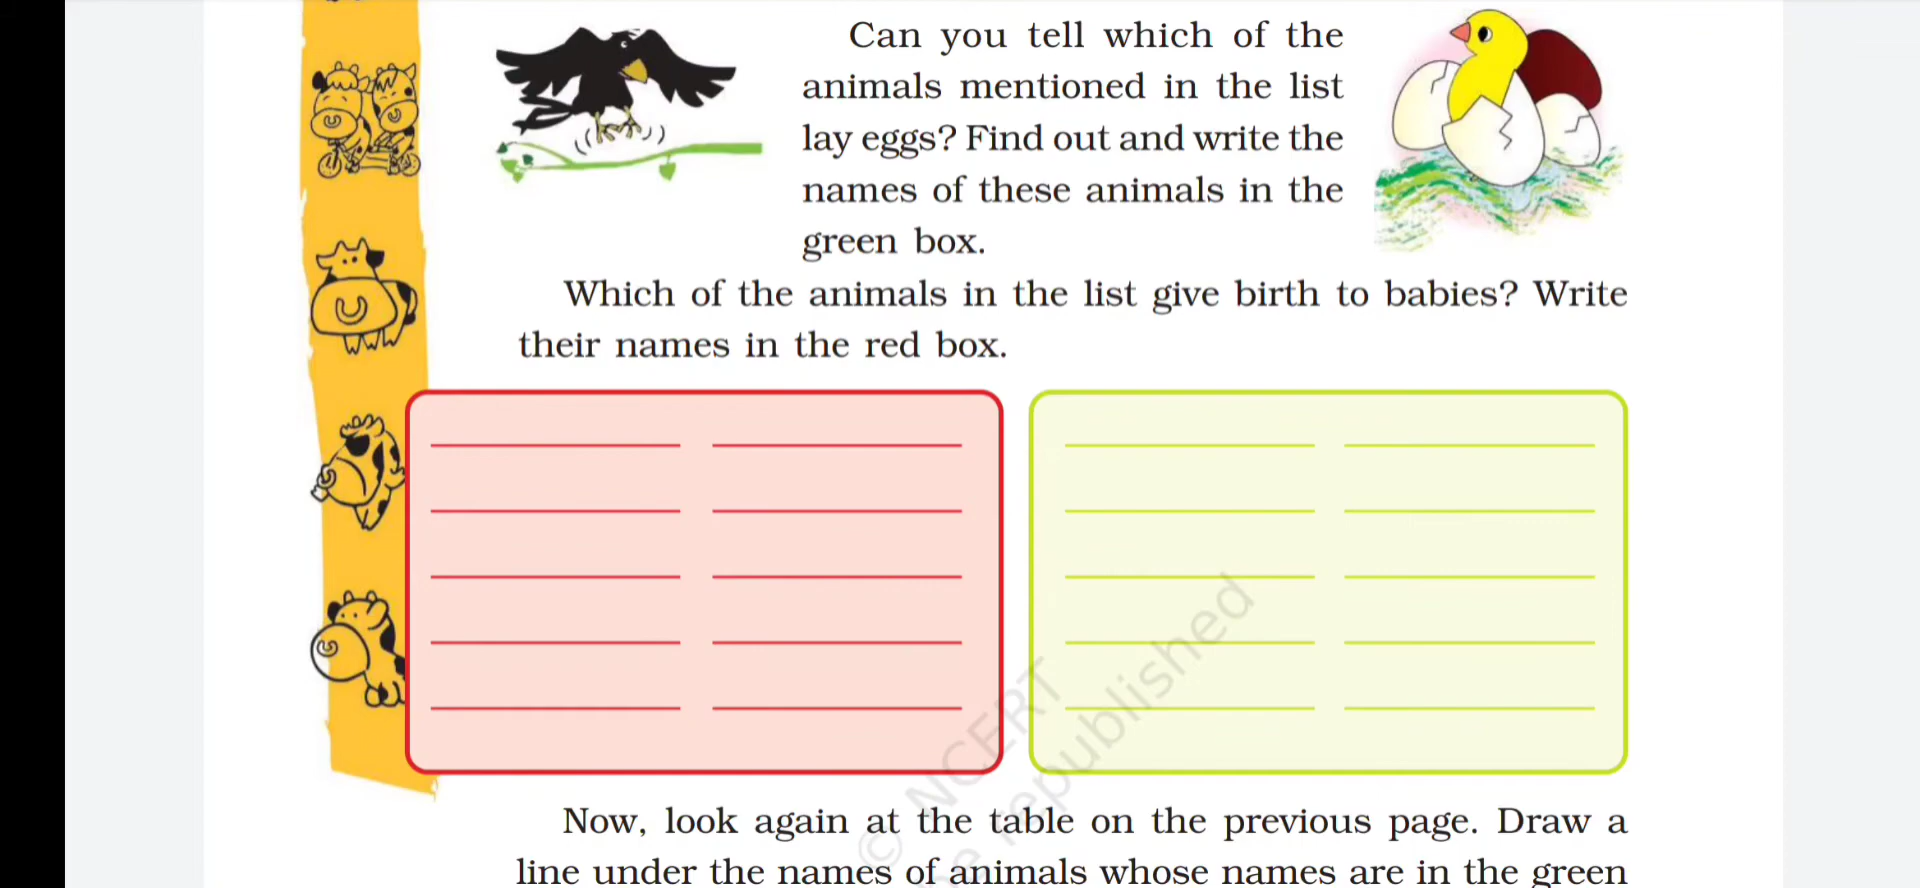 Can you tell which of the
animals mentioned in the list
lay eggs? Find out and write the
names of these animals in the
green box.
Which of the animals in the list give birth to babies? Write
their names in the red box.
© NCERT
republished
Now, look again at the table on the previous page. Draw a
line under the names of animals whose names are in the green